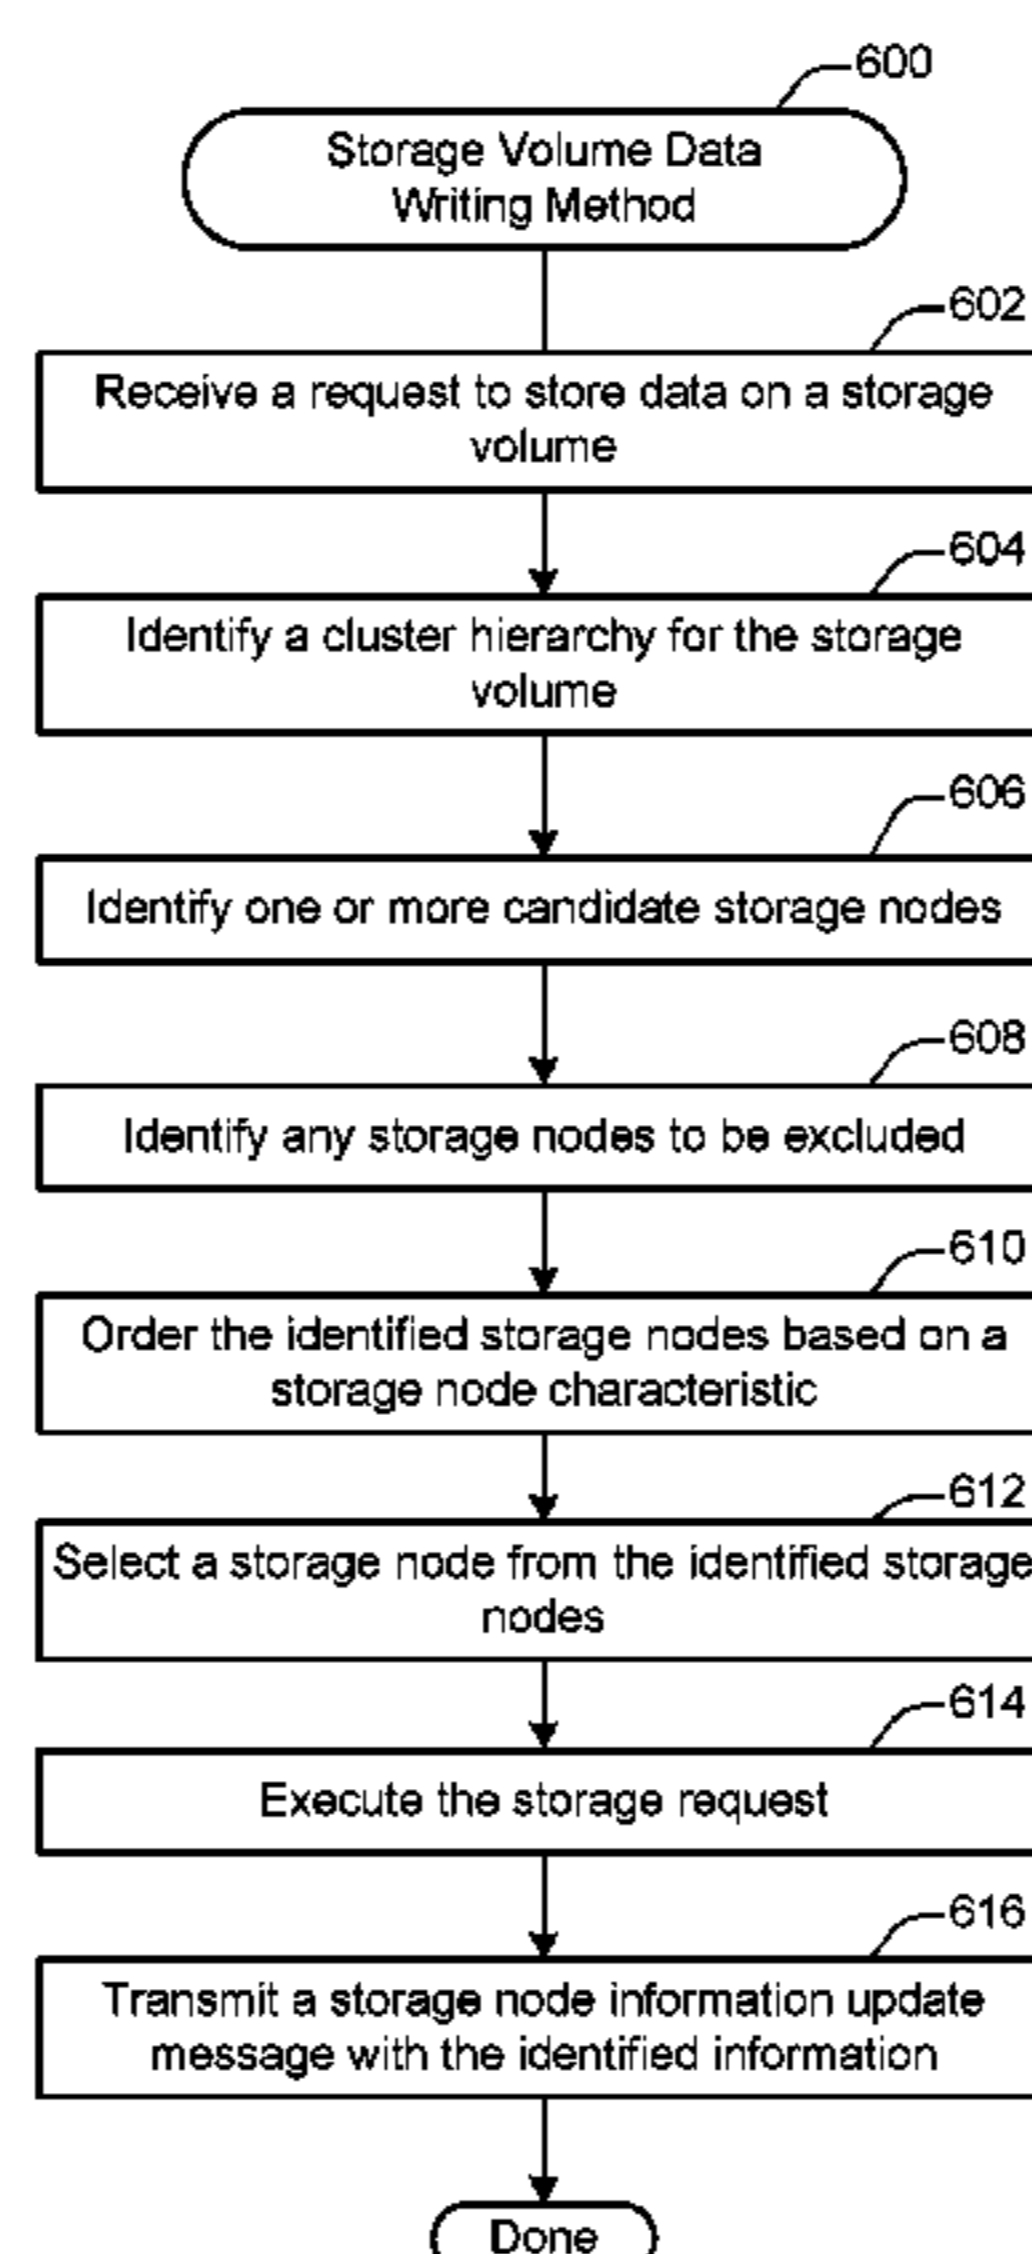 600
Storage Volume Data
Writing Method
602
Receive a request to store data on a storage
volume
604
Identify a cluster hierarchy for the storage
volume
606
Identify one or more candidate storage nodes
608
Identify any storage nodes to be excluded
610
Order the identified storage nodes based on a
storage node characteristic
612
Select a storage node from the identified storage
nodes
614
Execute the storage request
616
Transmit a storage node information update
message with the identified information
Done